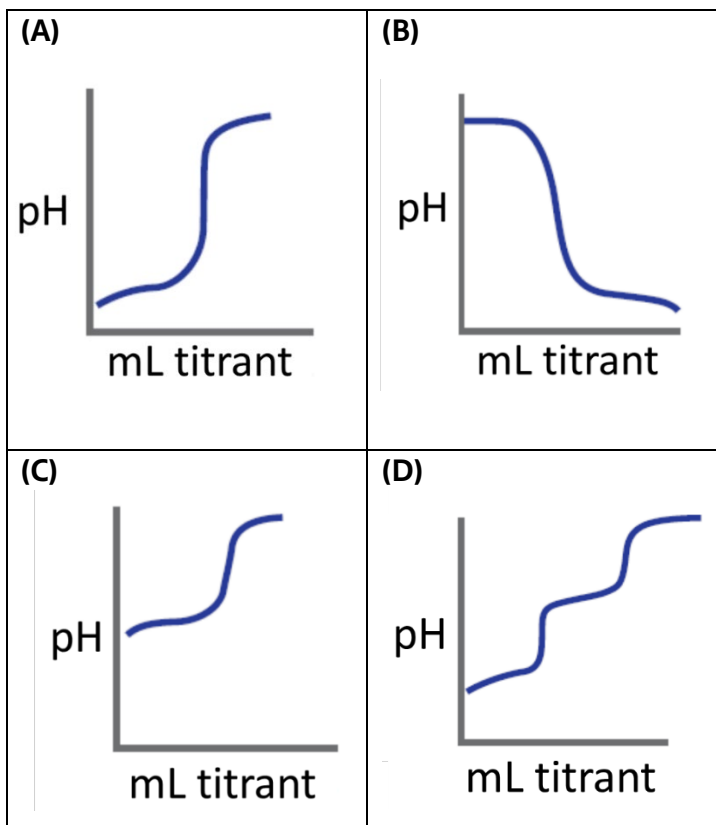 (A)
pH
mL titrant
(B)
pH
mL titrant
(C)
pH
mL titrant
(D)
pH
mL titrant